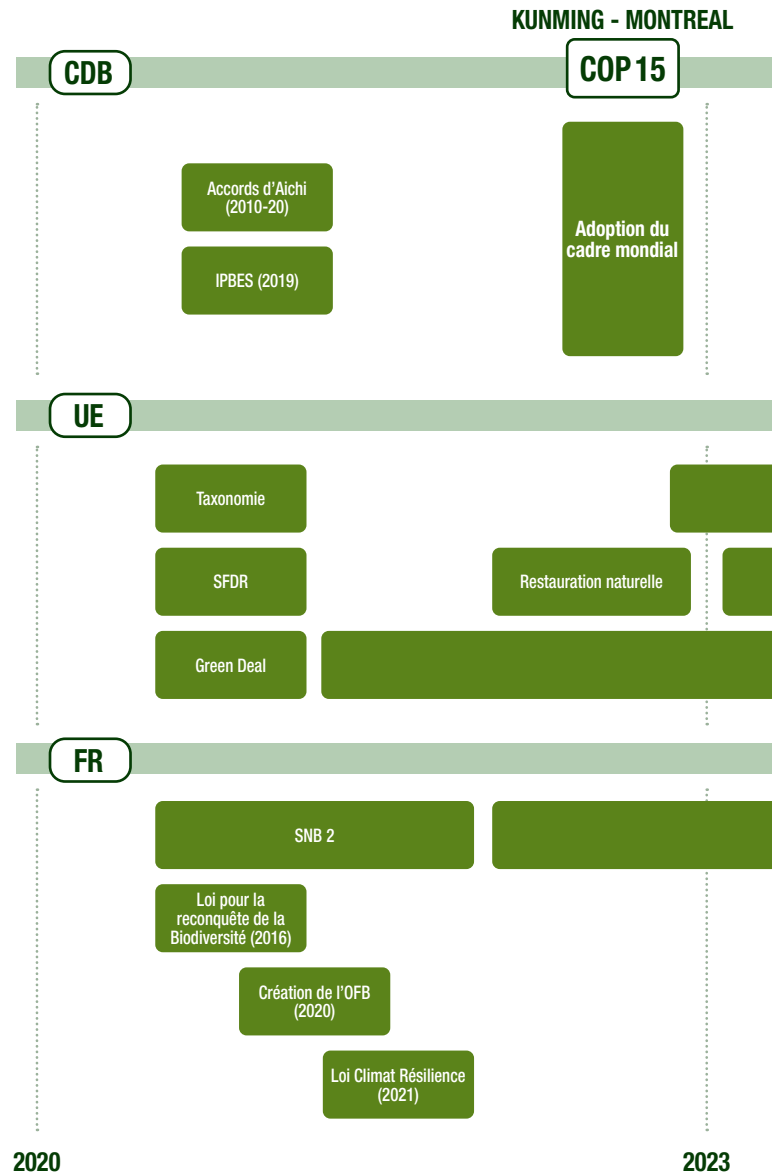 KUNMING - MONTREAL
CDB
COP 15
Accords d’Aichi
(2010-20)
IPBES (2019)
Adoption du
cadre mondial
UE
Taxonomie
SFDR
Restauration naturelle
Green Deal
FR
SNB 2
Loi pour la
reconquête de la
Biodiversité (2016)
Création de l’OFB
(2020)
Loi Climat Résilience
(2021)
2020
2023